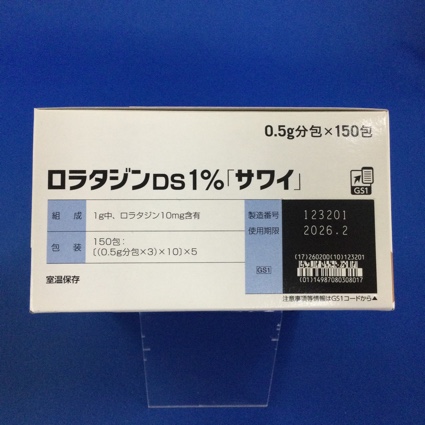 0.5g分包×150包
ロラタジンDS1%「サワイ」
GS1
組成 1g中、ロラタジン10mg含有
包装 150包：
[(0.5g分包×3)×10]×5
室温保存
製造番号 123201
使用期限 2026.2
GS1
(17)260200(10)123201
(01)14987080308017
注意事項等情報はGS1コードから▲